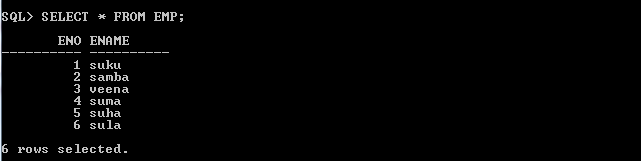 SQL> SELECT * FROM EMP;
ENO ENAME
---------- ----------
1 suku
2 samba
3 veena
4 suma
5 suha
6 sula
6 rows selected.